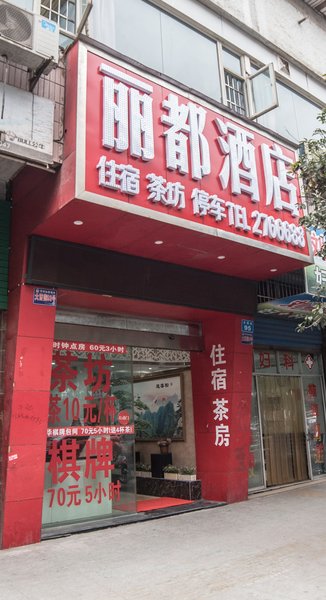 丽都酒店
住宿 茶坊 停车TEL 2766688
时钟点房 60元3小时
茶坊
茶10元/杯
华棋牌包间 70元5小时(送4杯茶)
棋牌
70元5小时
住宿茶房
妇科